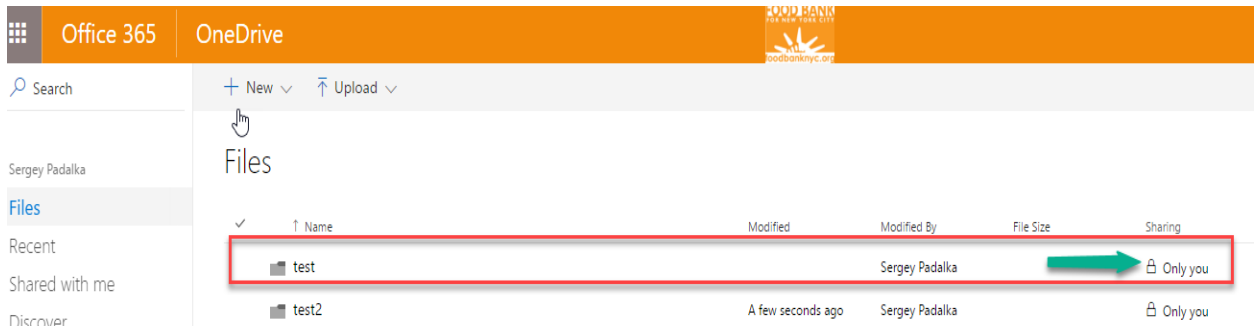 Office 365
OneDrive
FOOD BANK
FOR NEW YORK CITY
foodbanknyc.org
Search
New
Upload
Sergey Padalka
Files
Files
Recent
Shared with me
Discover
Name Modified Modified By File Size Sharing
test Sergey Padalka Only you
test2 A few seconds ago Sergey Padalka Only you